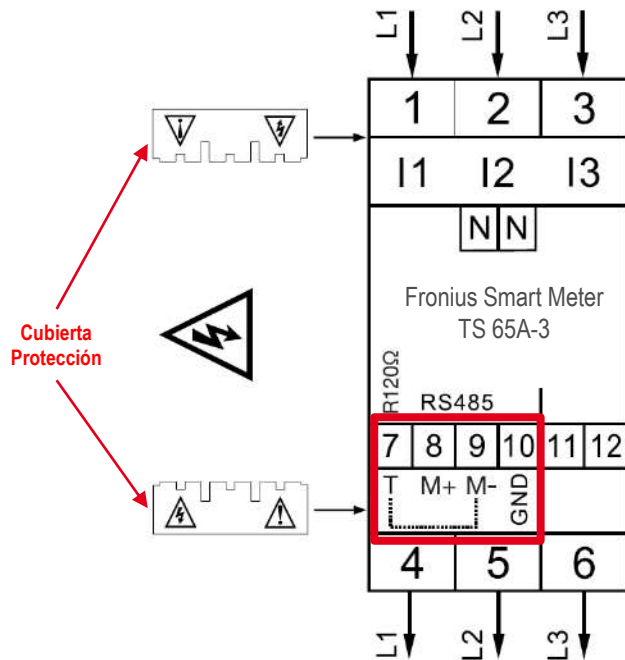 L1 L2 L3
1 2 3
I1 I2 I3
N N
Fronius Smart Meter
TS 65A-3
Cubierta
Protección
R120Ω
RS485
7 8 9 10 11 12
T M+ M- GND
4 5 6
L1 L2 L3